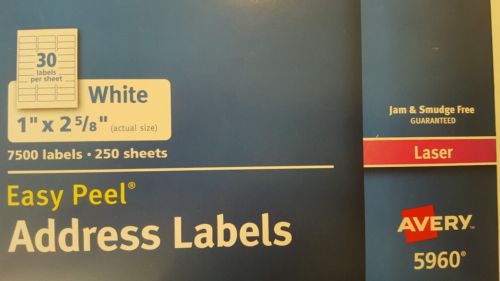 30
labels
per sheet
White
1" x 2 5/8" (actual size)
7500 labels • 250 sheets
Easy Peel®
Address Labels
Jam & Smudge Free
GUARANTEED
Laser
AVERY®
5960®